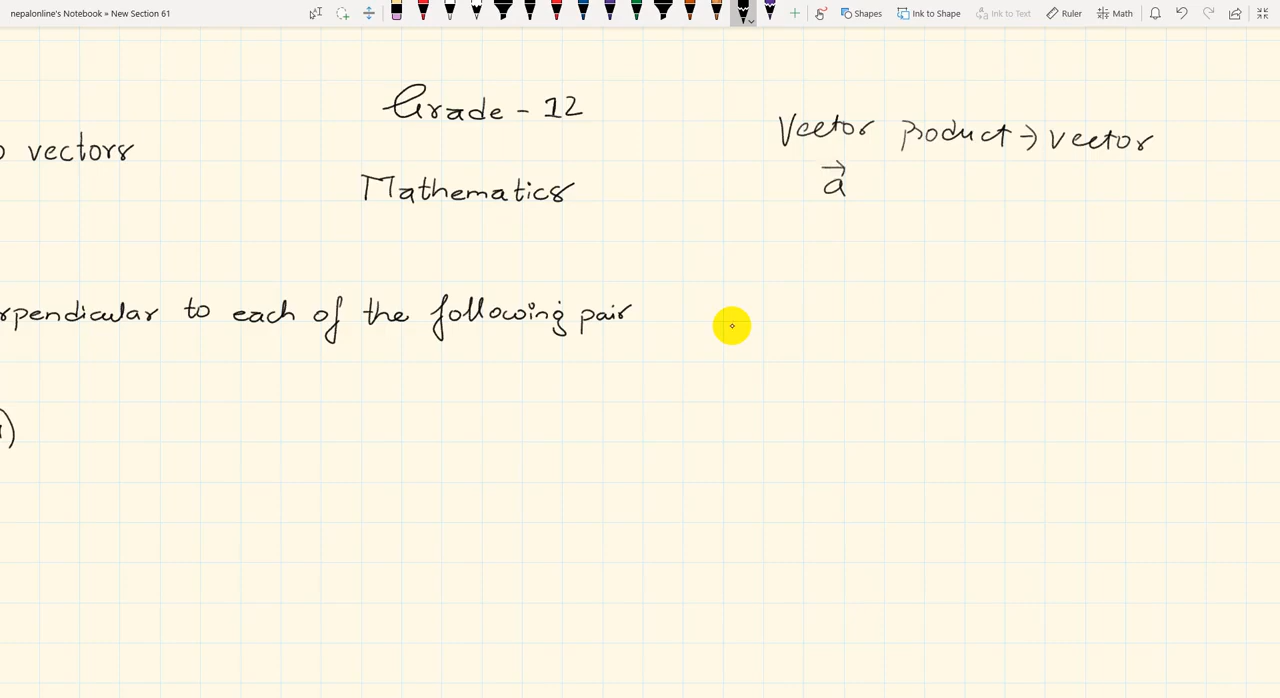 nepalonline's Notebook » New Section 61
Shapes
Ink to Shape
Ink to Text
Ruler
Math
Grade - 12
Vector product → vector
vectors
a⃗
Mathematics
rpendicular to each of the following pair
)